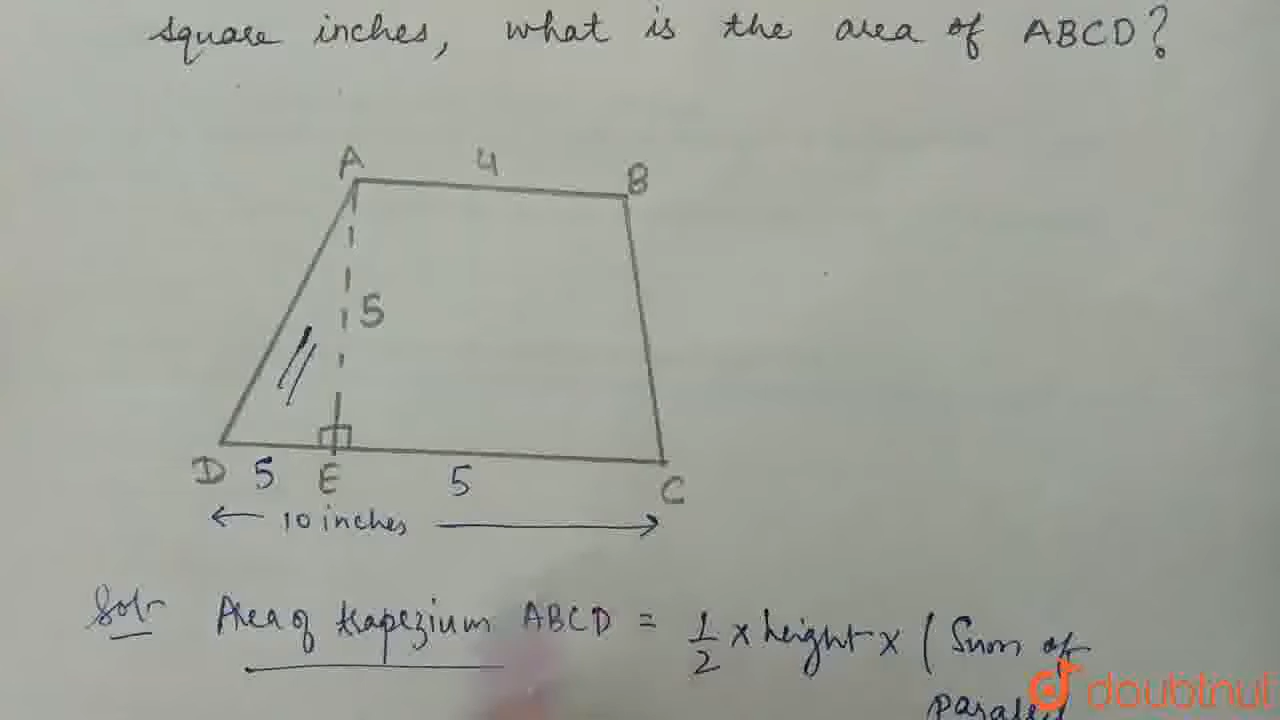 square inches, what is the area of ABCD?
A 4 B
5
D 5 E 5 C
← 10 inches →
Sol:- Area of trapezium ABCD = 1/2 x height x (Sum of
parallel
doubtnut